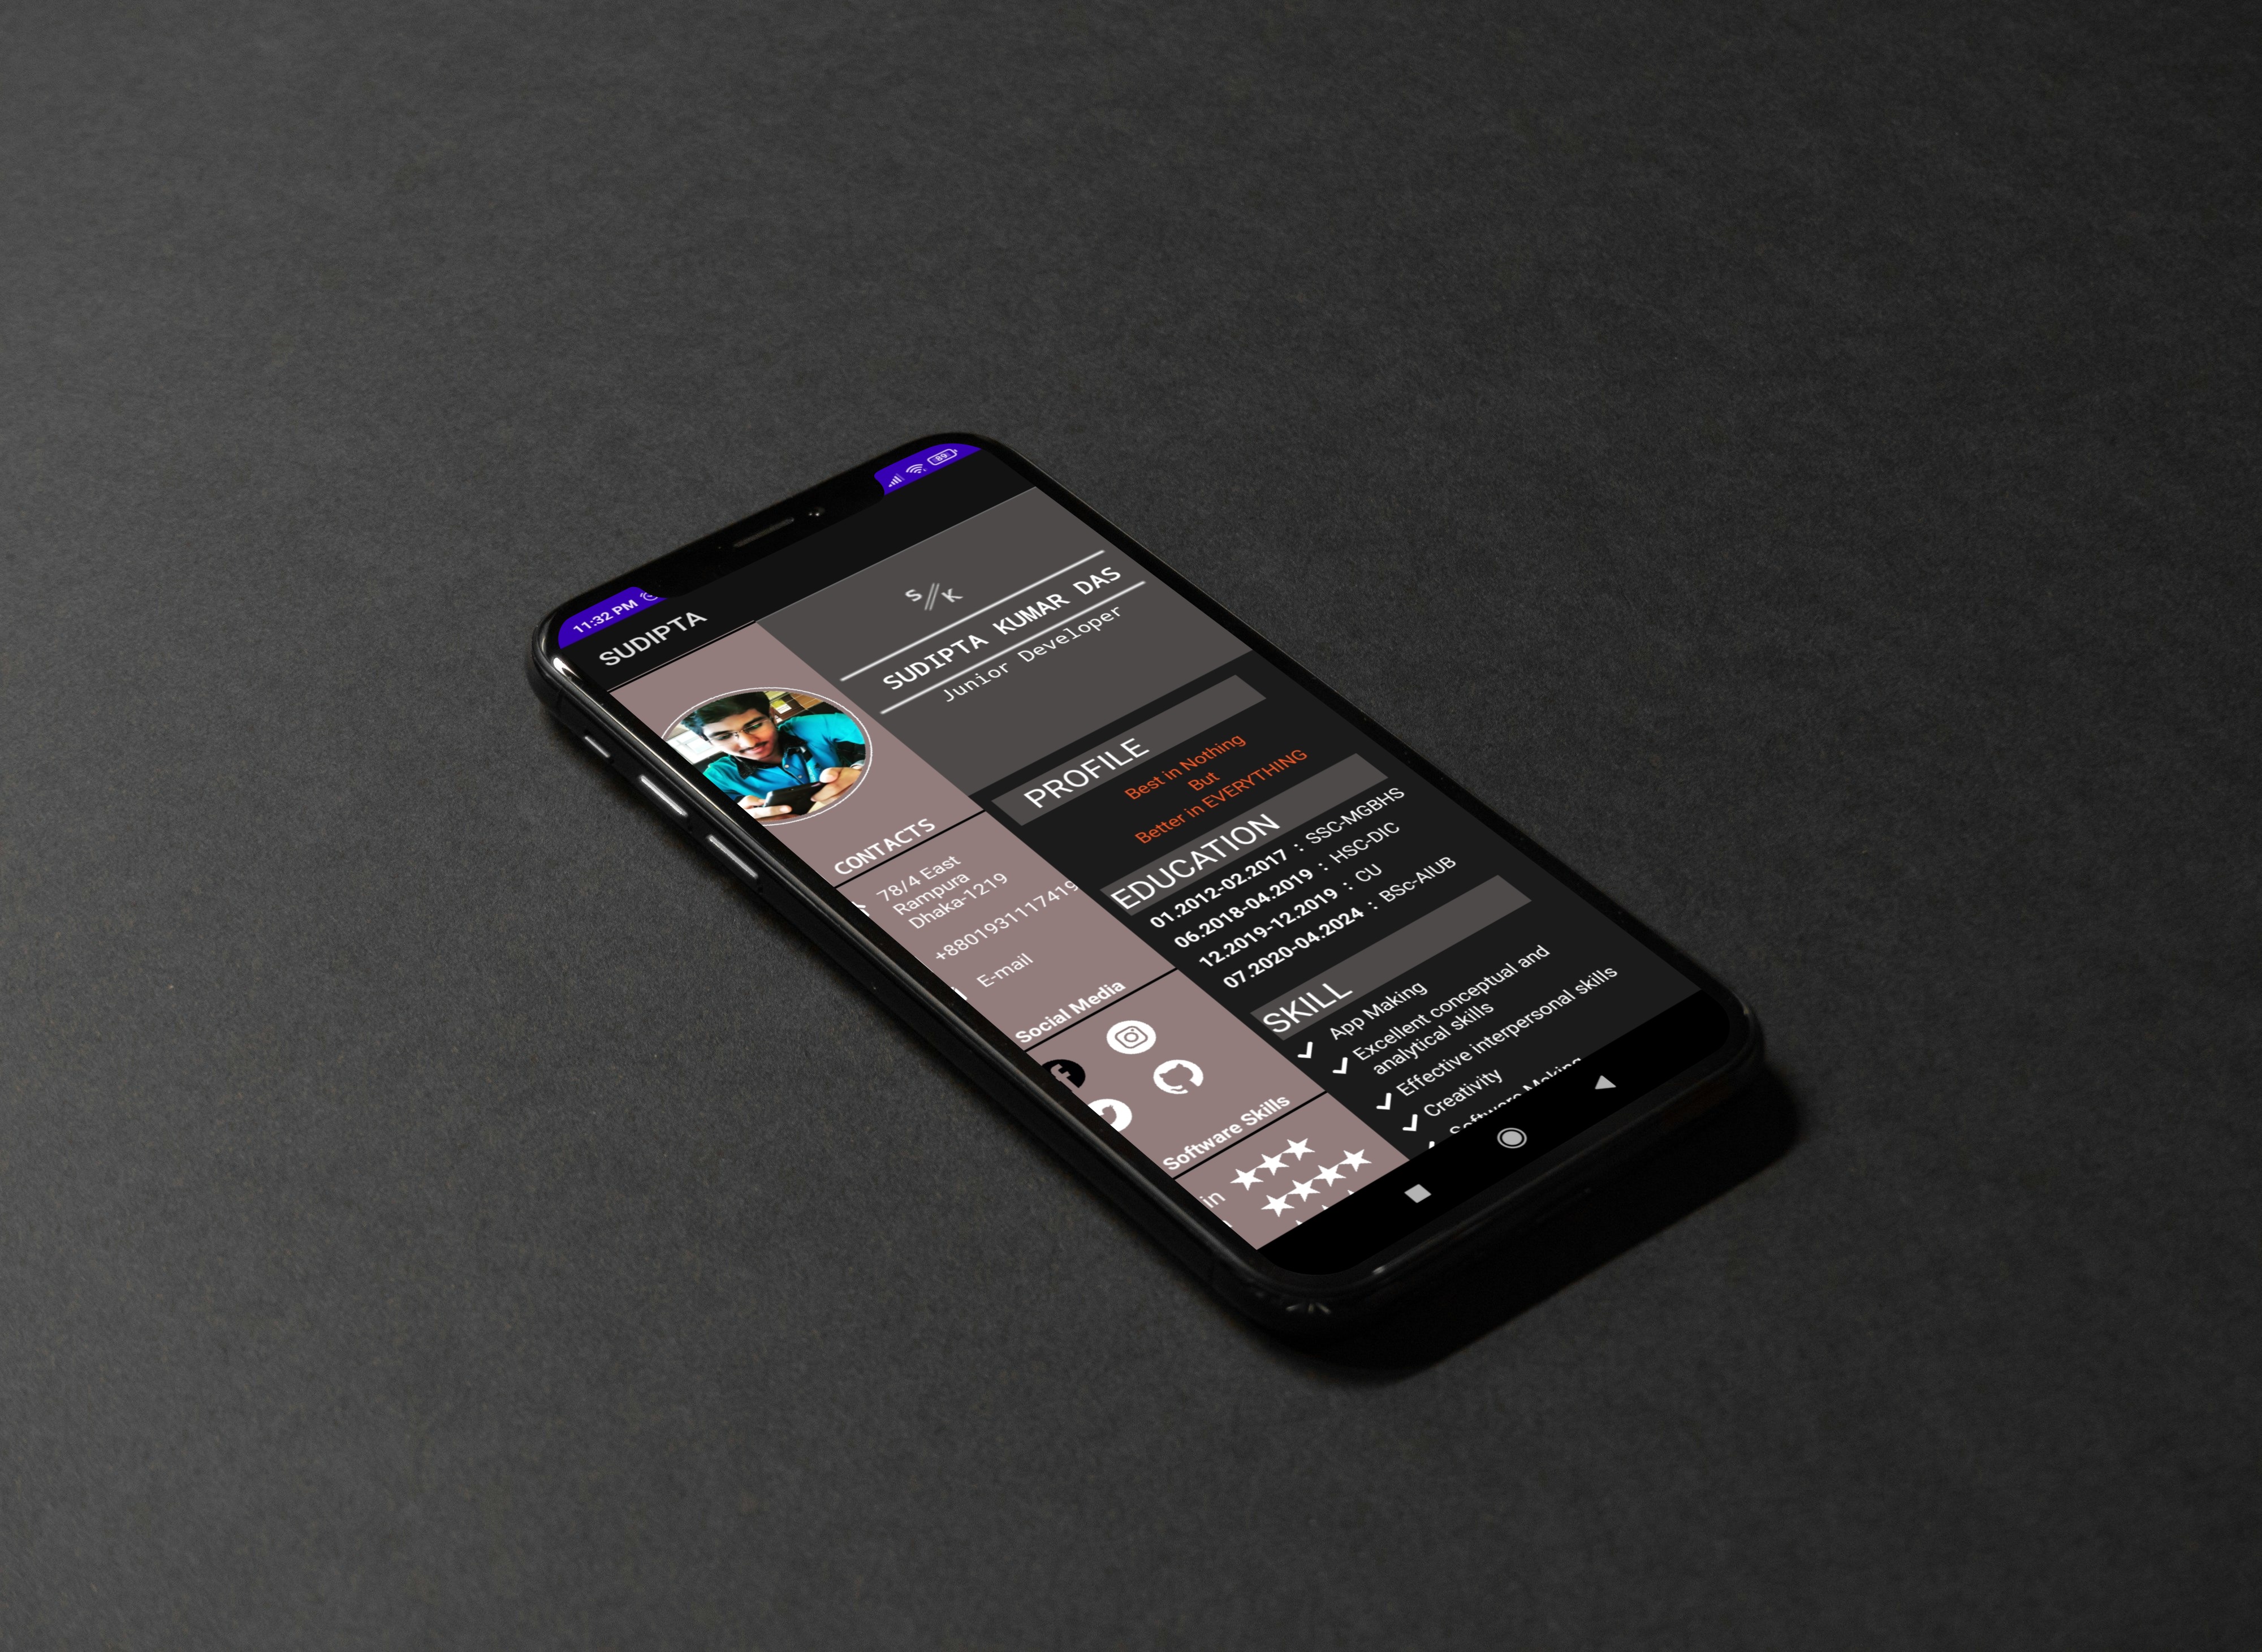 11:32 PM
89
SUDIPTA
S K
SUDIPTA KUMAR DAS
Junior Developer
CONTACTS
78/4 East
Rampura
Dhaka-1219
+8801931117419
E-mail
Social Media
Software Skills
in
PROFILE
Best in Nothing
But
Better in EVERYTHING
EDUCATION
01.2012-02.2017 : SSC-MGBHS
06.2018-04.2019 : HSC-DIC
12.2019-12.2019 : CU
07.2020-04.2024 : BSc-AIUB
SKILL
App Making
Excellent conceptual and
analytical skills
Effective interpersonal skills
Creativity
Software Making